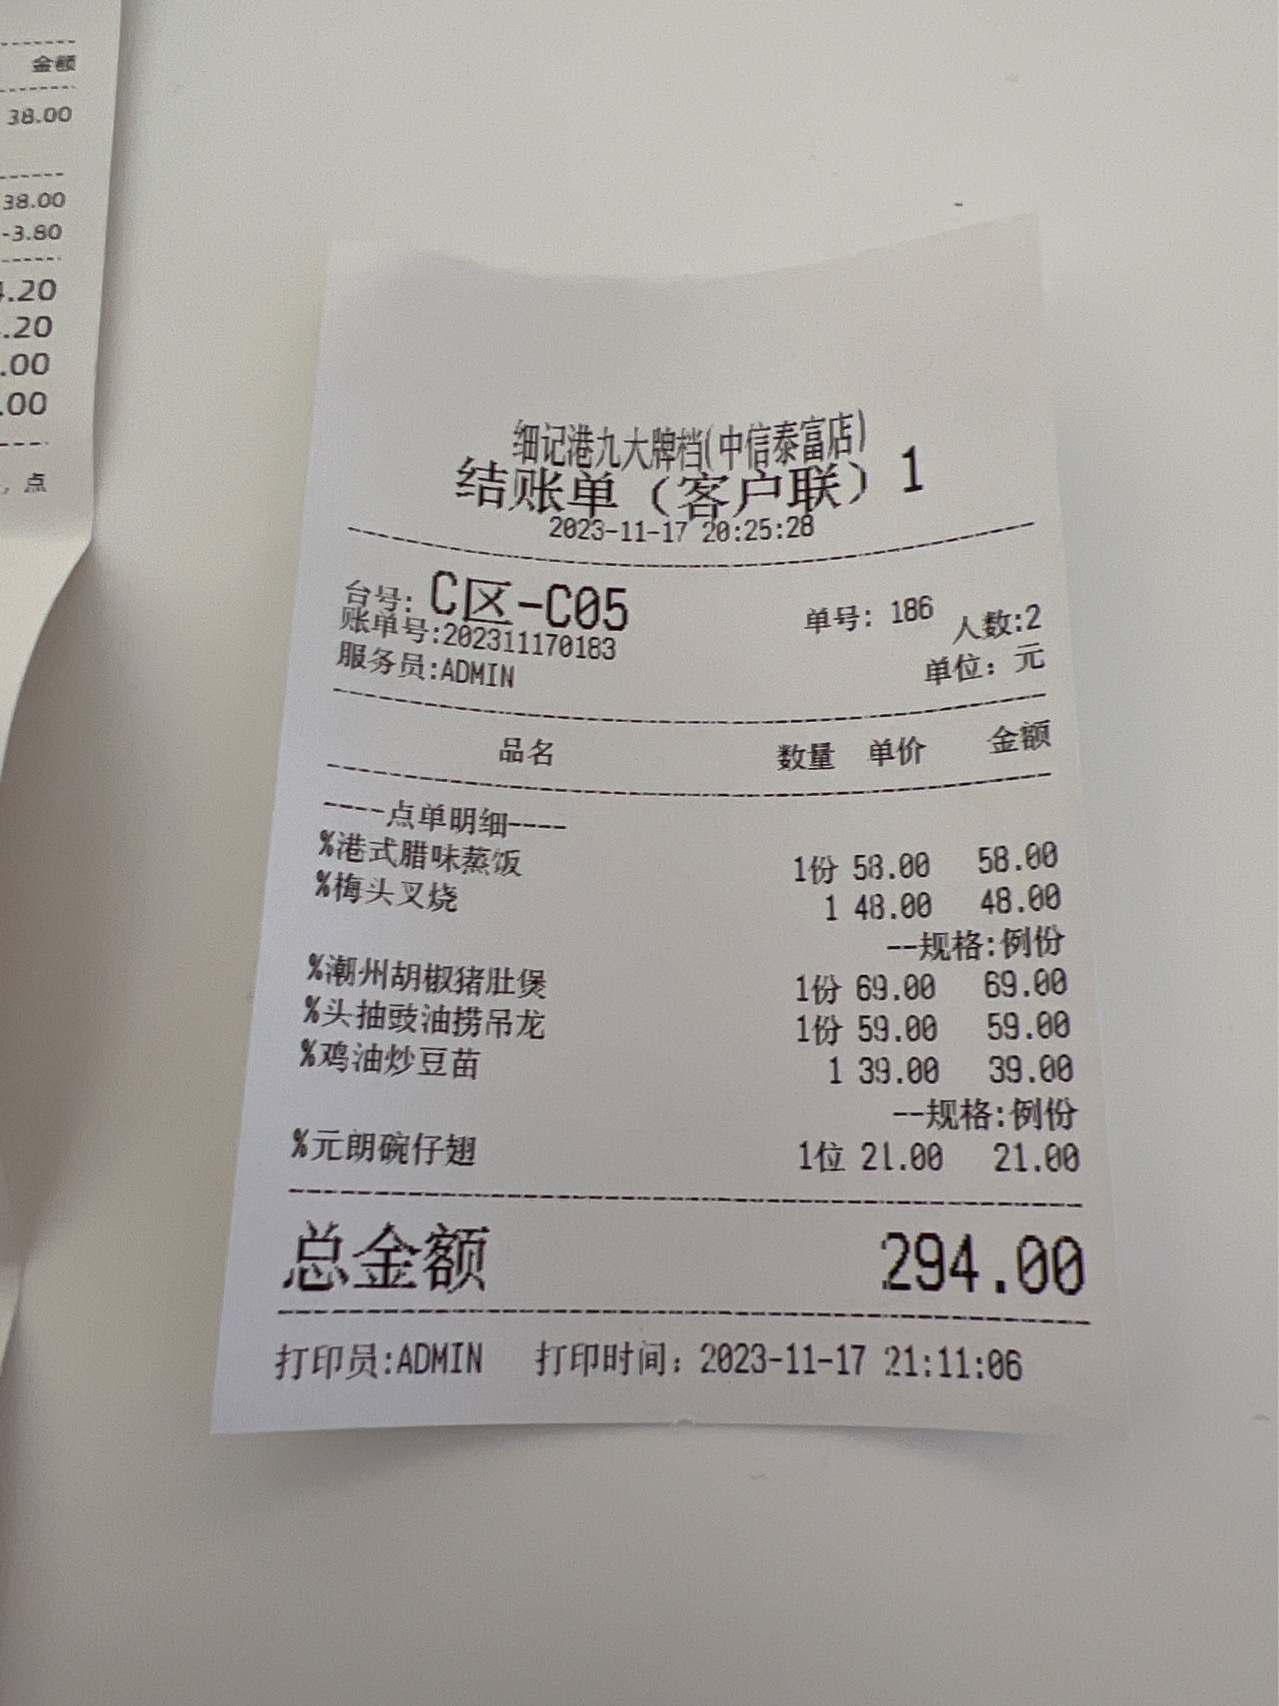 金额
38.00
38.00
-3.80
.20
.20
.00
.00
，点
细记港九大牌档(中信泰富店)
结账单（客户联）1
2023-11-17 20:25:28
台号: C区-C05 单号: 186
账单号:202311170183 人数:2
服务员:ADMIN 单位: 元
品名 数量 单价 金额
----点单明细----
%港式腊味蒸饭 1份 58.00 58.00
%梅头叉烧 1 48.00 48.00
--规格:例份
%潮州胡椒猪肚煲 1份 69.00 69.00
%头抽豉油捞吊龙 1份 59.00 59.00
%鸡油炒豆苗 1 39.00 39.00
--规格:例份
%元朗碗仔翅 1位 21.00 21.00
总金额 294.00
打印员:ADMIN 打印时间: 2023-11-17 21:11:06